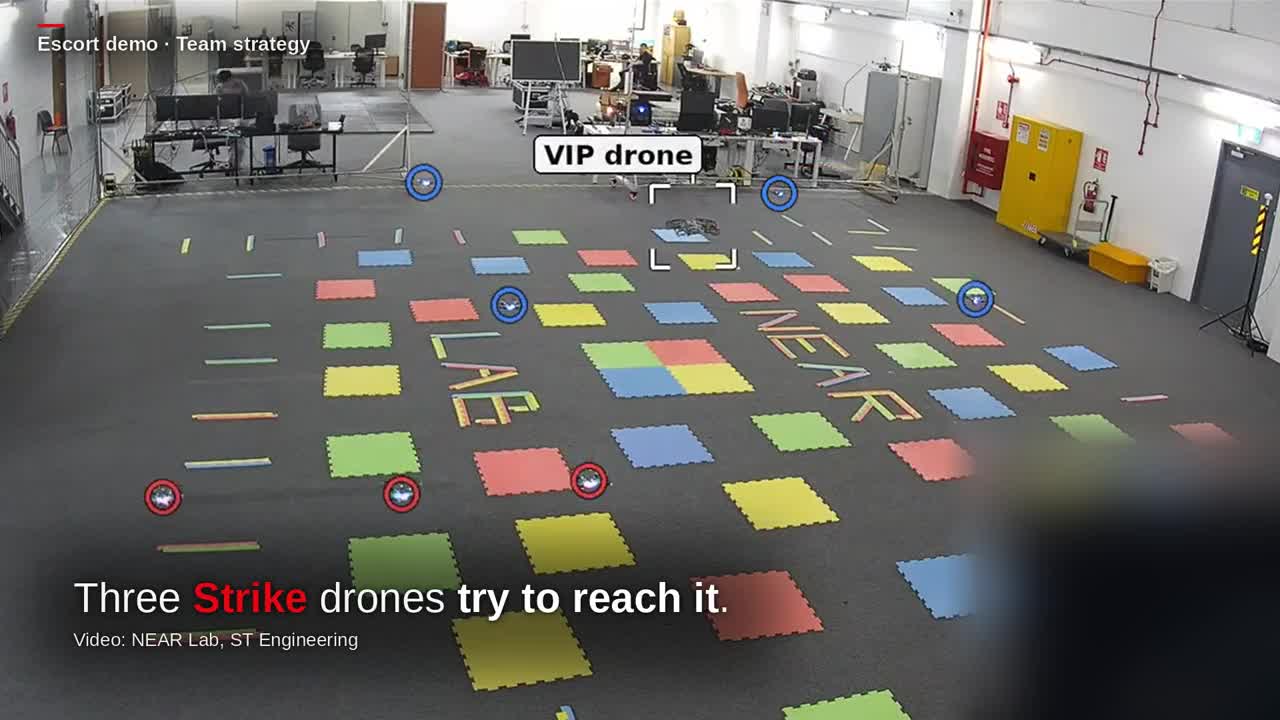 Escort demo · Team strategy
VIP drone
NEAR
LAB
Three Strike drones try to reach it.
Video: NEAR Lab, ST Engineering